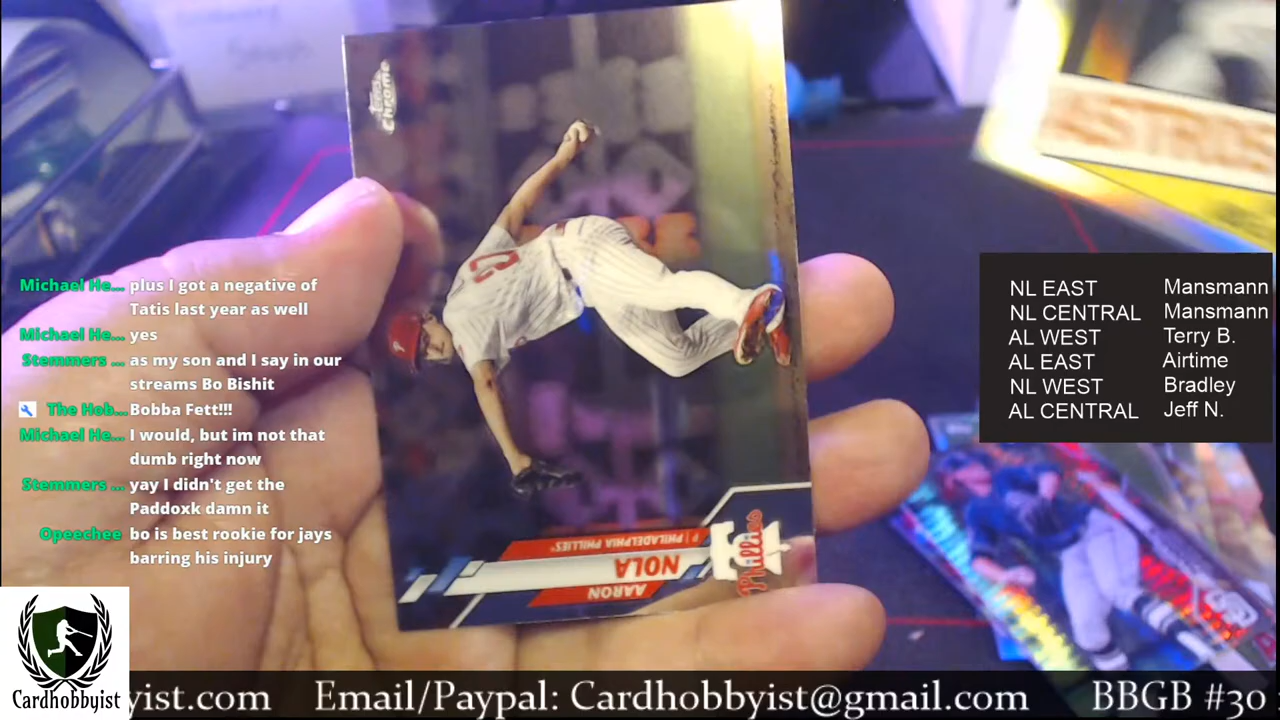 Topps
Chrome
AARON
NOLA
P | PHILADELPHIA PHILLIES
Phillies
Michael He... plus I got a negative of
Tatis last year as well
Michael He... yes
Stemmers ... as my son and I say in our
streams Bo Bishit
The Hob... Bobba Fett!!!
Michael He... I would, but im not that
dumb right now
Stemmers ... yay I didn't get the
Paddoxk damn it
Opeechee bo is best rookie for jays
barring his injury
NL EAST Mansmann
NL CENTRAL Mansmann
AL WEST Terry B.
AL EAST Airtime
NL WEST Bradley
AL CENTRAL Jeff N.
Cardhobbyist
yist.com Email/Paypal: Cardhobbyist@gmail.com BBGB #30